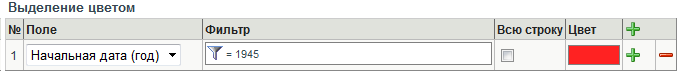 Выделение цветом
№ Поле Фильтр Всю строку Цвет
1 Начальная дата (год) = 1945